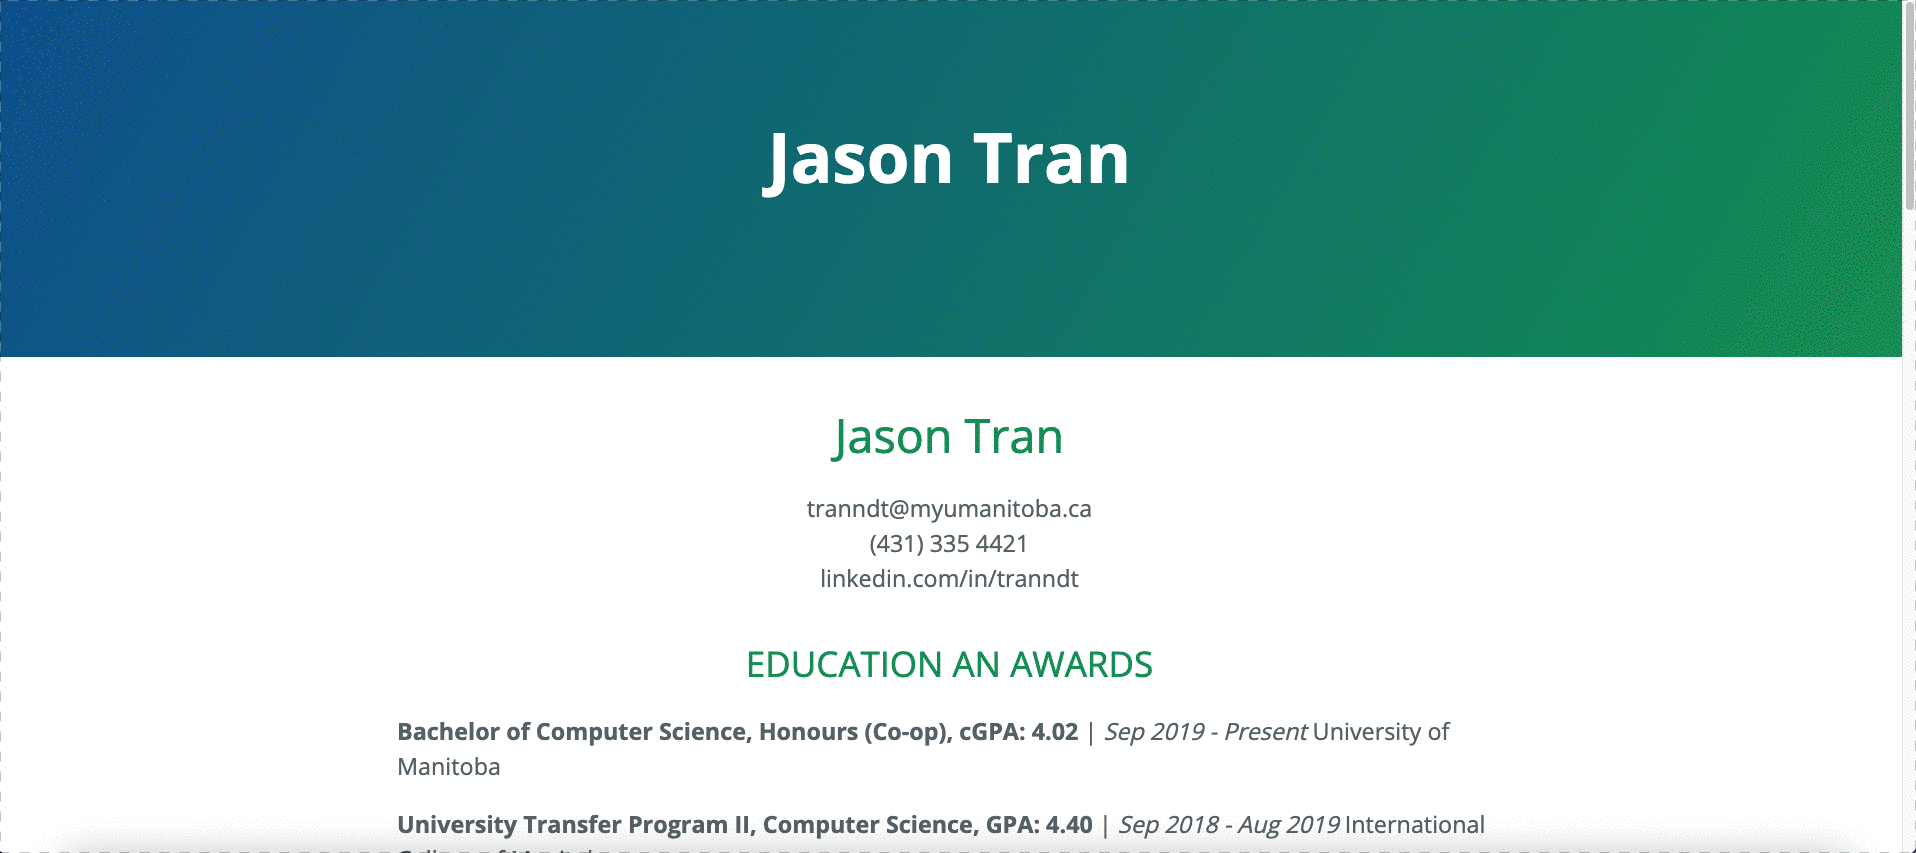 Jason Tran
Jason Tran
tranndt@myumanitoba.ca
(431) 335 4421
linkedin.com/in/tranndt
EDUCATION AN AWARDS
Bachelor of Computer Science, Honours (Co-op), cGPA: 4.02 | Sep 2019 - Present University of
Manitoba
University Transfer Program II, Computer Science, GPA: 4.40 | Sep 2018 - Aug 2019 International